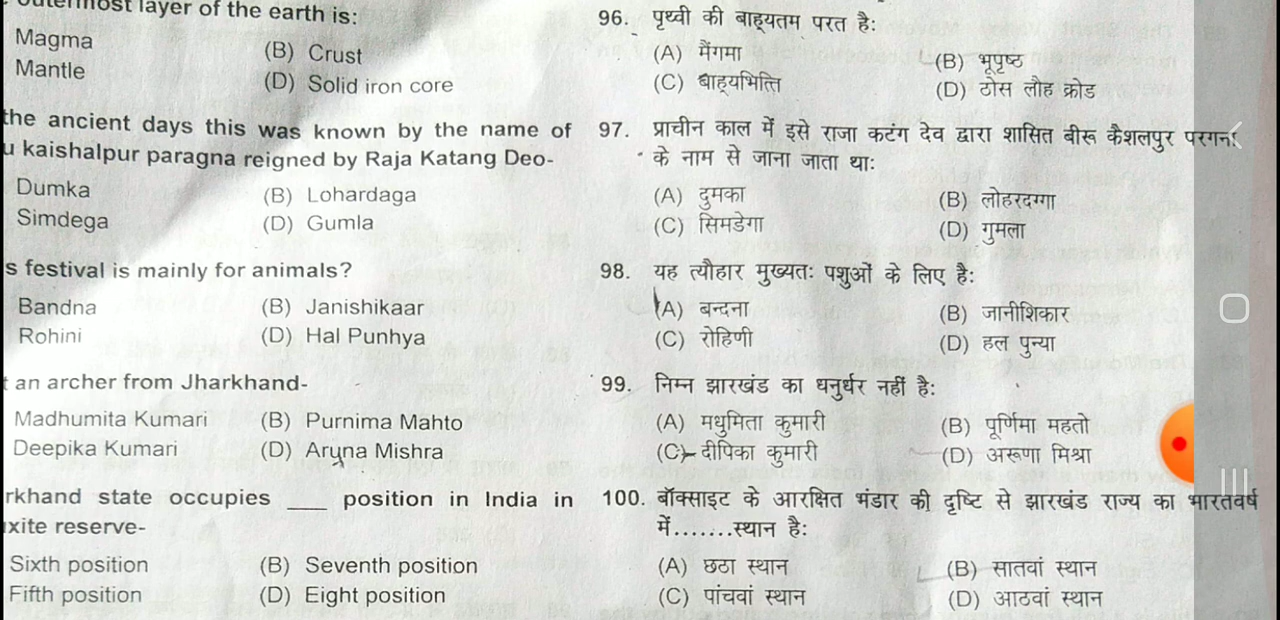 outermost layer of the earth is:
Magma (B) Crust
Mantle (D) Solid iron core
the ancient days this was known by the name of
u kaishalpur paragna reigned by Raja Katang Deo-
Dumka (B) Lohardaga
Simdega (D) Gumla
s festival is mainly for animals?
Bandna (B) Janishikaar
Rohini (D) Hal Punhya
t an archer from Jharkhand-
Madhumita Kumari (B) Purnima Mahto
Deepika Kumari (D) Aruna Mishra
rkhand state occupies ____ position in India in
uxite reserve-
Sixth position (B) Seventh position
Fifth position (D) Eight position
96. पृथ्वी की बाह्यतम परत है:
(A) मैंगमा (B) भूपृष्ठ
(C) बाह्यभित्ति (D) ठोस लौह क्रोड
97. प्राचीन काल में इसे राजा कटंग देव द्वारा शासित बीरू कैशलपुर परगना
के नाम से जाना जाता था:
(A) दुमका (B) लोहरदग्गा
(C) सिमडेगा (D) गुमला
98. यह त्यौहार मुख्यतः पशुओं के लिए है:
(A) बन्दना (B) जानीशिकार
(C) रोहिणी (D) हल पुन्या
99. निम्न झारखंड का धनुर्धर नहीं है:
(A) मधुमिता कुमारी (B) पूर्णिमा महतो
(C) दीपिका कुमारी (D) अरूणा मिश्रा
100. बॉक्साइट के आरक्षित भंडार की दृष्टि से झारखंड राज्य का भारतवर्ष
में.......स्थान है:
(A) छठा स्थान (B) सातवां स्थान
(C) पांचवां स्थान (D) आठवां स्थान